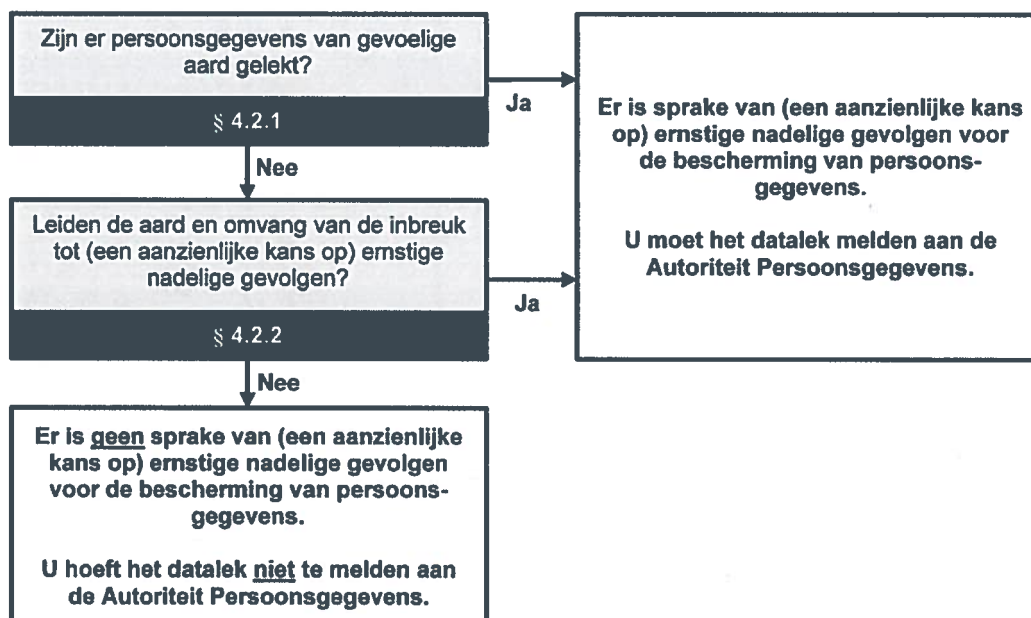 Zijn er persoonsgegevens van gevoelige
aard gelekt?
§ 4.2.1
Ja
Nee
Leiden de aard en omvang van de inbreuk
tot (een aanzienlijke kans op) ernstige
nadelige gevolgen?
§ 4.2.2
Ja
Nee
Er is sprake van (een aanzienlijke kans
op) ernstige nadelige gevolgen voor
de bescherming van persoons-
gegevens.
U moet het datalek melden aan de
Autoriteit Persoonsgegevens.
Er is geen sprake van (een aanzienlijke
kans op) ernstige nadelige gevolgen
voor de bescherming van persoons-
gegevens.
U hoeft het datalek niet te melden aan
de Autoriteit Persoonsgegevens.